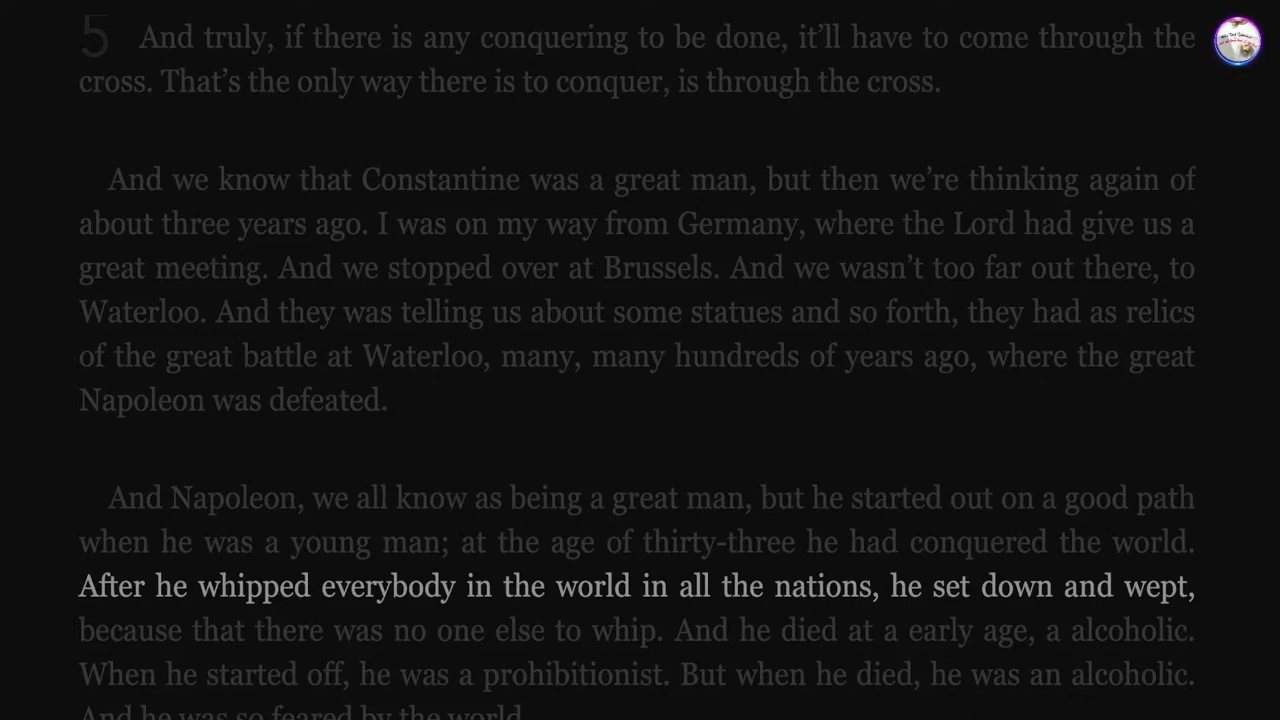 5 And truly, if there is any conquering to be done, it’ll have to come through the
cross. That’s the only way there is to conquer, is through the cross.
And we know that Constantine was a great man, but then we’re thinking again of
about three years ago. I was on my way from Germany, where the Lord had give us a
great meeting. And we stopped over at Brussels. And we wasn’t too far out there, to
Waterloo. And they was telling us about some statues and so forth, they had as relics
of the great battle at Waterloo, many, many hundreds of years ago, where the great
Napoleon was defeated.
And Napoleon, we all know as being a great man, but he started out on a good path
when he was a young man; at the age of thirty-three he had conquered the world.
After he whipped everybody in the world in all the nations, he set down and wept,
because that there was no one else to whip. And he died at a early age, a alcoholic.
When he started off, he was a prohibitionist. But when he died, he was an alcoholic.
And he was so feared by the world